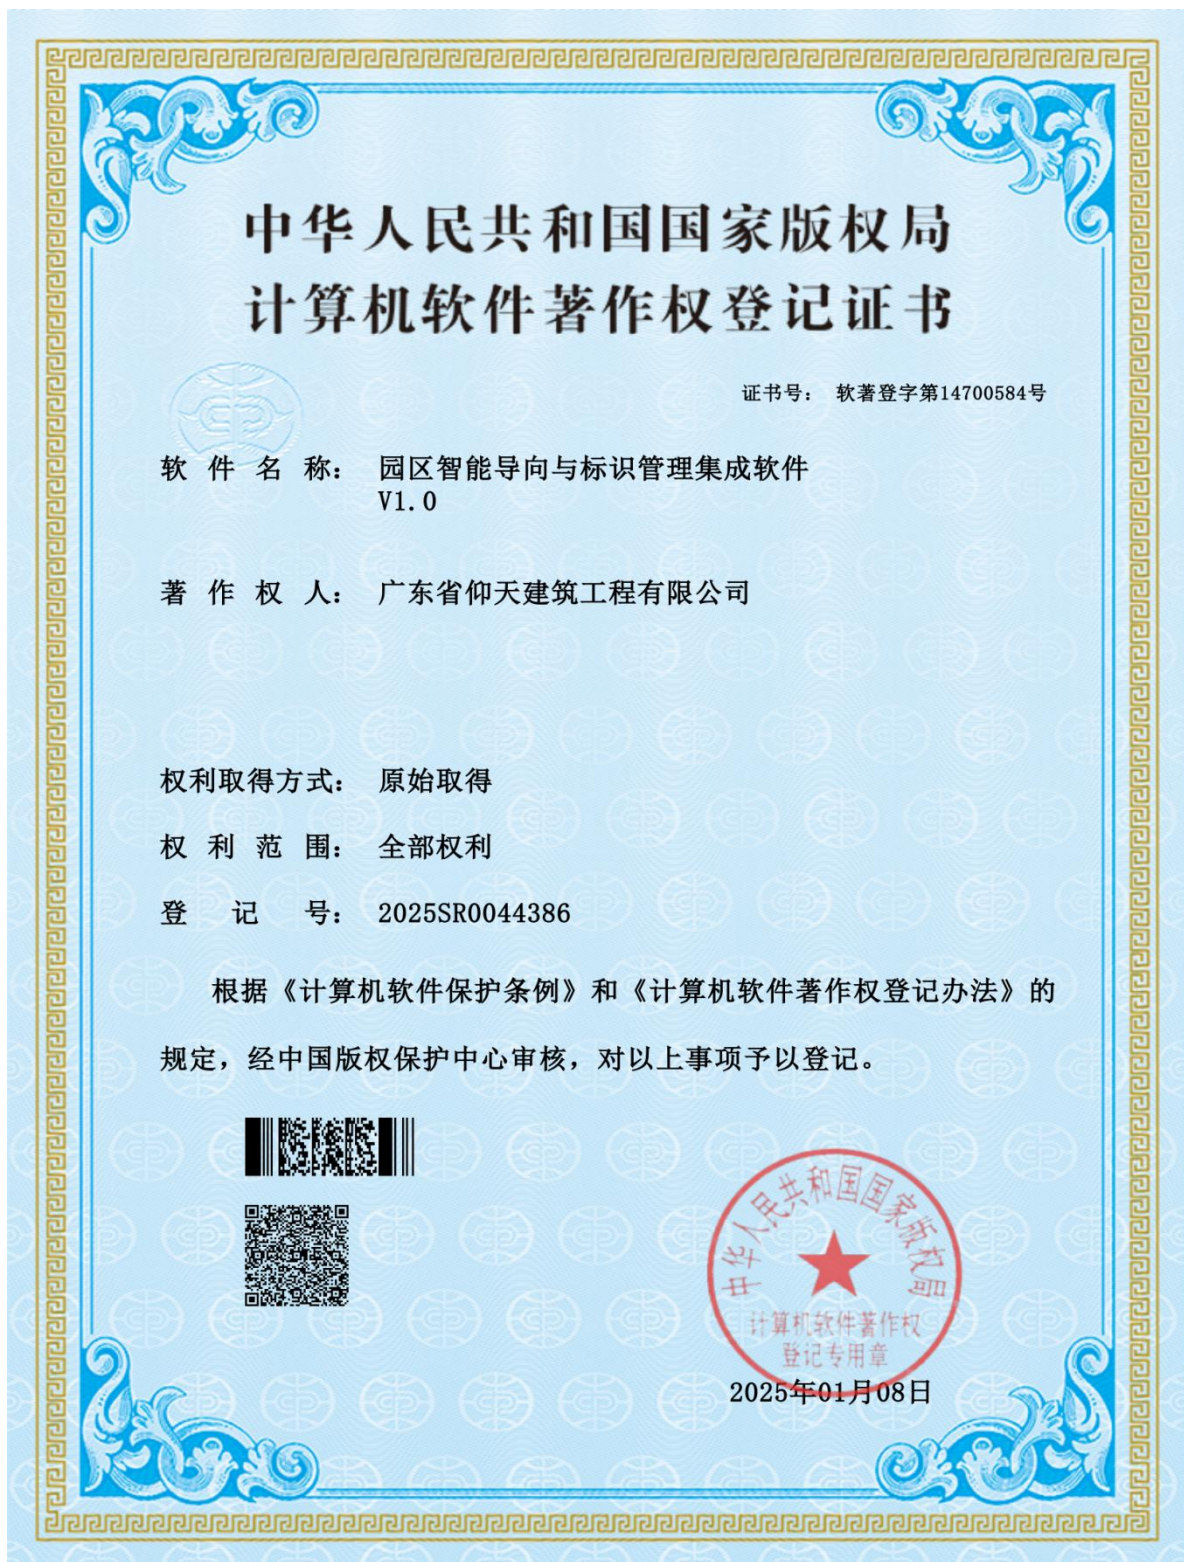 中华人民共和国国家版权局
计算机软件著作权登记证书
证书号： 软著登字第14700584号
软件名称： 园区智能导向与标识管理集成软件
V1.0
著作权人： 广东省仰天建筑工程有限公司
权利取得方式： 原始取得
权利范围： 全部权利
登记号： 2025SR0044386
根据《计算机软件保护条例》和《计算机软件著作权登记办法》的
规定，经中国版权保护中心审核，对以上事项予以登记。
中华人民共和国国家版权局
计算机软件著作权
登记专用章
2025年01月08日